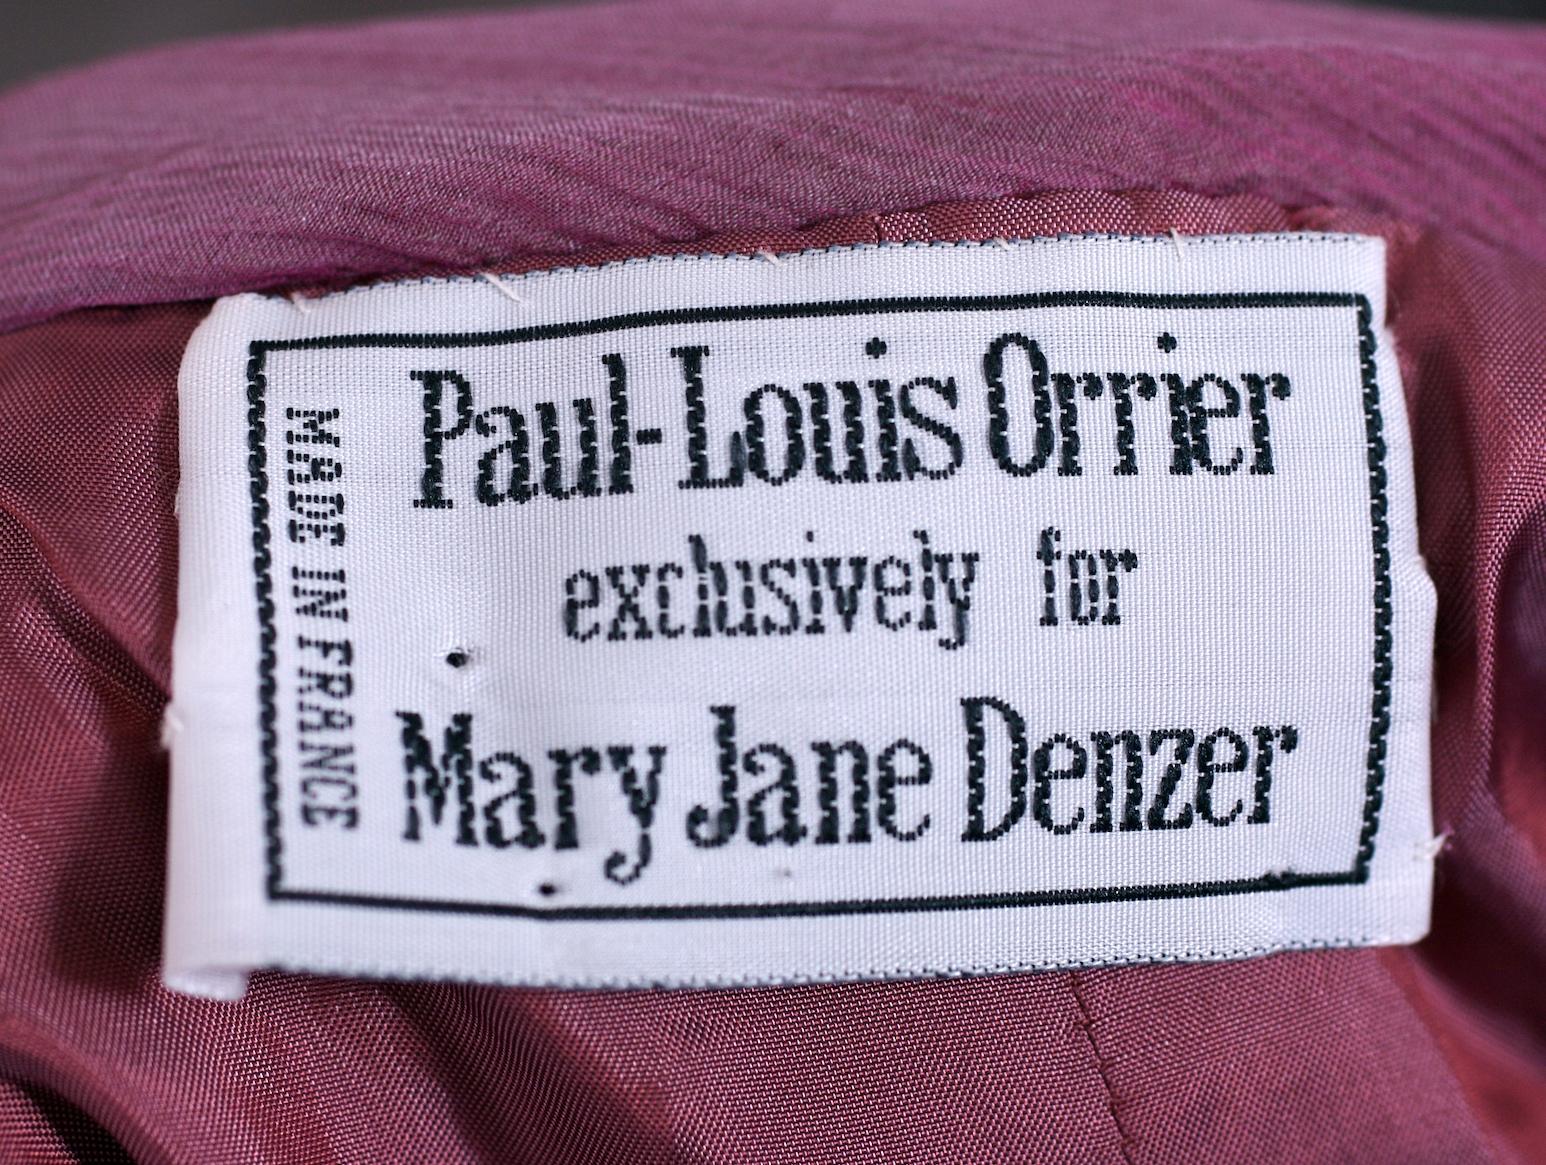 Paul-Louis Orrier
exclusively for
Mary Jane Denzer
MADE IN FRANCE